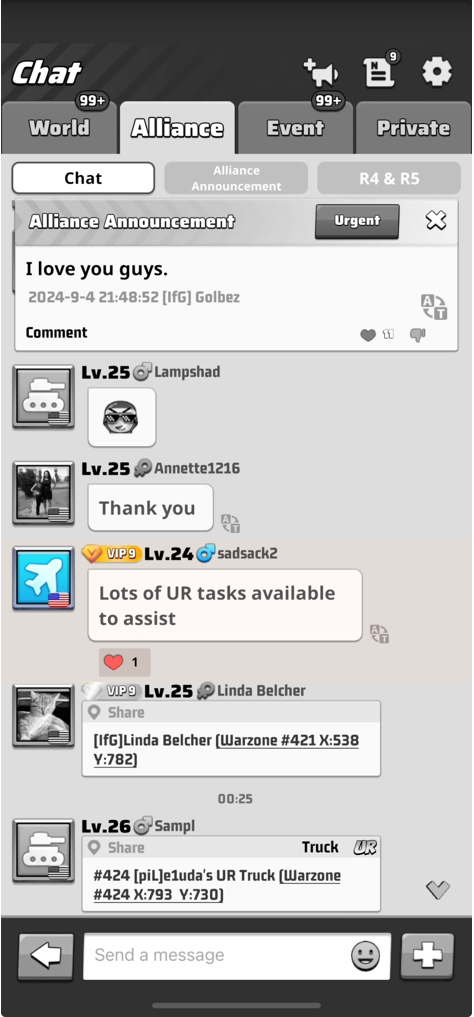 Chat
9
99+
99+
World
Alliance
Event
Private
Chat
Alliance
Announcement
R4 & R5
Alliance Announcement
Urgent
I love you guys.
2024-9-4 21:48:52 [IfG] Golbez
Comment
11
Lv.25 Lampshad
Lv.25 Annette1216
Thank you
VIP9 Lv.24 sadsack2
Lots of UR tasks available
to assist
1
VIP9 Lv.25 Linda Belcher
Share
[IfG]Linda Belcher (Warzone #421 X:538
Y:782)
00:25
Lv.26 Sampl
Share Truck UR
#424 [piL]e1uda's UR Truck (Warzone
#424 X:793 Y:730)
Send a message